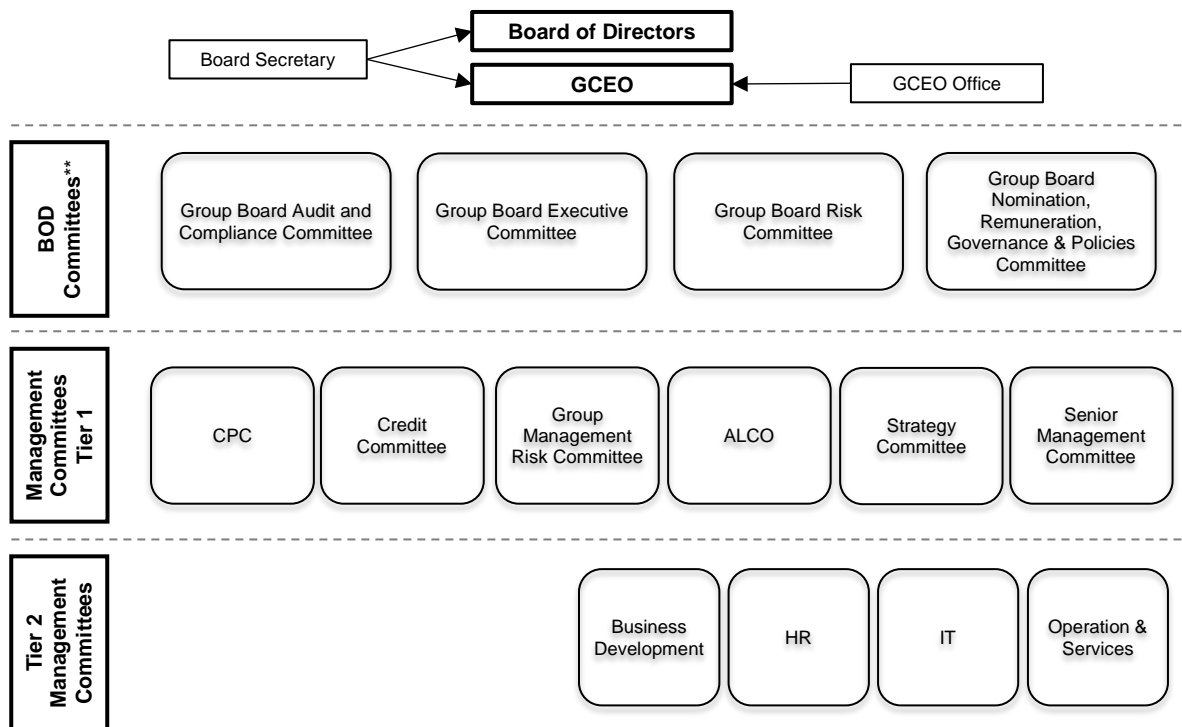 Board of Directors
Board Secretary
GCEO
GCEO Office
BOD
Committees**
Group Board Audit and
Compliance Committee
Group Board Executive
Committee
Group Board Risk
Committee
Group Board
Nomination,
Remuneration,
Governance & Policies
Committee
Management
Committees
Tier 1
CPC
Credit
Committee
Group
Management
Risk Committee
ALCO
Strategy
Committee
Senior
Management
Committee
Tier 2
Management
Committees
Business
Development
HR
IT
Operation &
Services